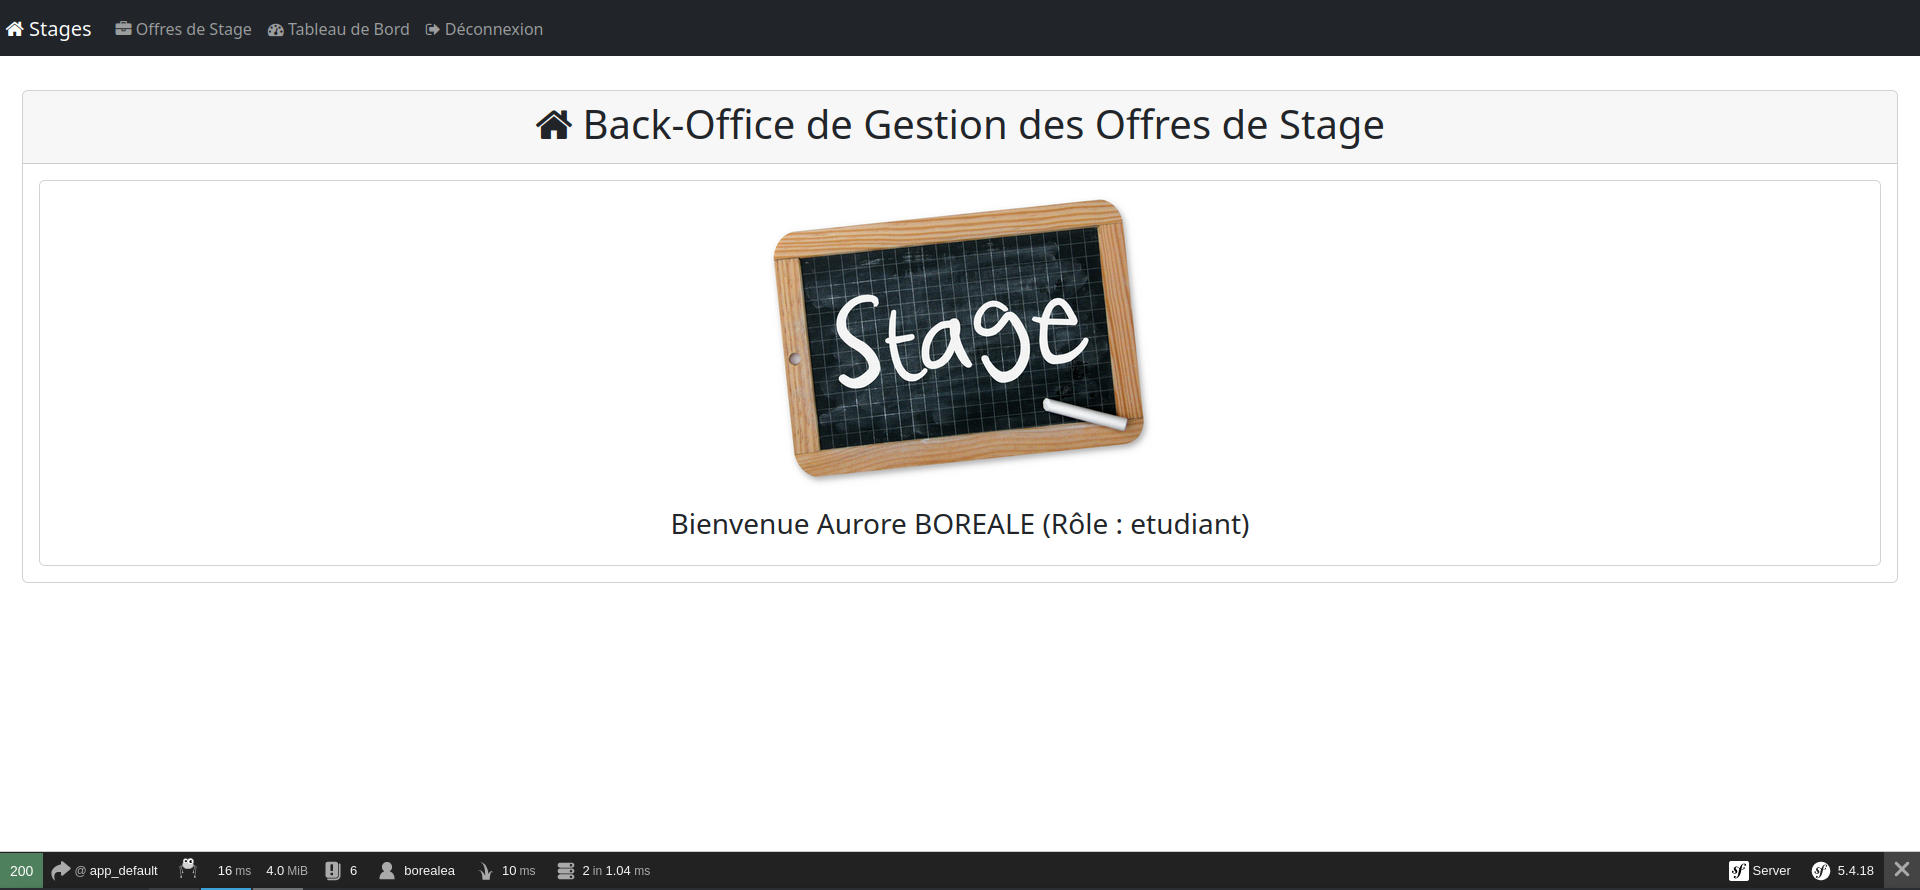 Stages Offres de Stage Tableau de Bord Déconnexion
Back-Office de Gestion des Offres de Stage
Stage
Bienvenue Aurore BOREALE (Rôle : etudiant)
200 @ app_default 16 ms 4.0 MiB 6 borealea 10 ms 2 in 1.04 ms sf Server sf 5.4.18